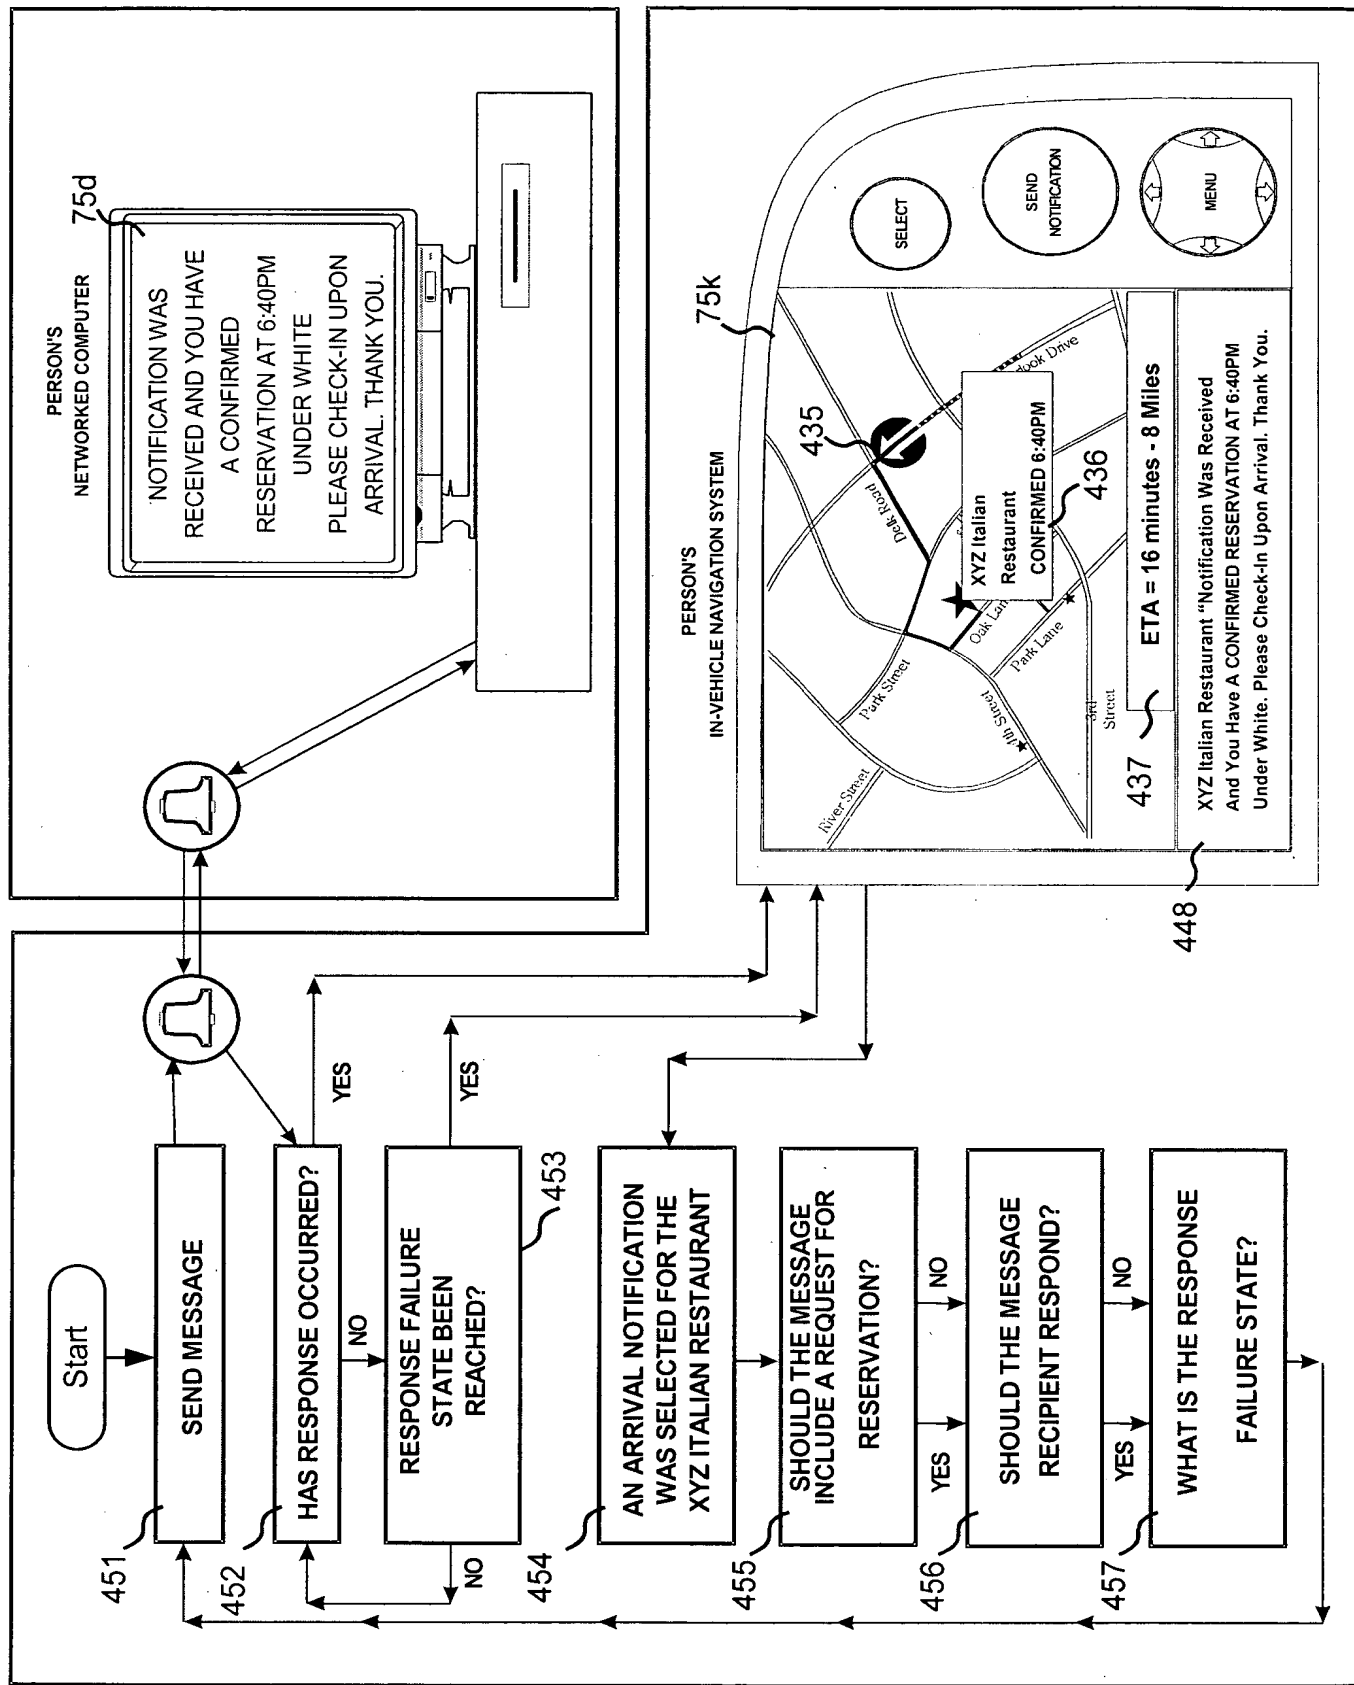 PERSON'S
NETWORKED COMPUTER
75d
NOTIFICATION WAS
RECEIVED AND YOU HAVE
A CONFIRMED
RESERVATION AT 6:40PM
UNDER WHITE
PLEASE CHECK-IN UPON
ARRIVAL. THANK YOU.
Start
451
SEND MESSAGE
452
HAS RESPONSE OCCURRED?
YES
NO
RESPONSE FAILURE
STATE BEEN
REACHED?
453
YES
NO
454
AN ARRIVAL NOTIFICATION
WAS SELECTED FOR THE
XYZ ITALIAN RESTAURANT
455
SHOULD THE MESSAGE
INCLUDE A REQUEST FOR
RESERVATION?
YES
NO
456
SHOULD THE MESSAGE
RECIPIENT RESPOND?
YES
NO
457
WHAT IS THE RESPONSE
FAILURE STATE?
PERSON'S
IN-VEHICLE NAVIGATION SYSTEM
75k
435
SELECT
SEND
NOTIFICATION
MENU
River Street
Park Street
Delk Road
Drive
Oak
Park Lane
Street
3rd
Street
XYZ Italian
Restaurant
CONFIRMED 6:40PM
436
437
ETA = 16 minutes - 8 Miles
448
XYZ Italian Restaurant “Notification Was Received
And You Have A CONFIRMED RESERVATION AT 6:40PM
Under White. Please Check-In Upon Arrival. Thank You.